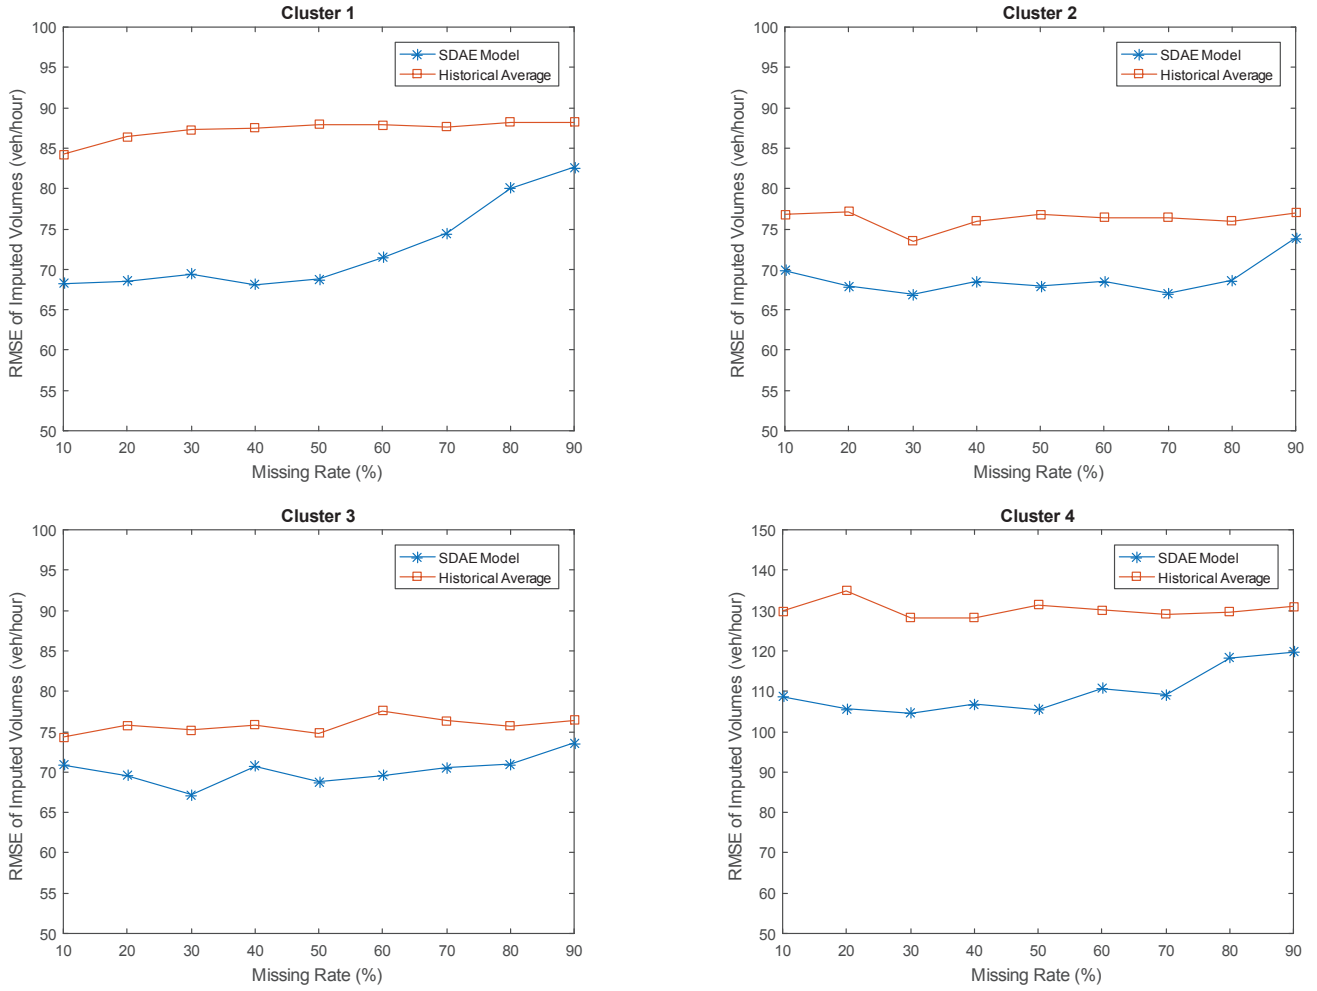 Cluster 1
100
95
90
85
80
75
70
65
60
55
50
RMSE of Imputed Volumes (veh/hour)
SDAE Model
Historical Average
10 20 30 40 50 60 70 80 90
Missing Rate (%)
Cluster 2
100
95
90
85
80
75
70
65
60
55
50
RMSE of Imputed Volumes (veh/hour)
SDAE Model
Historical Average
10 20 30 40 50 60 70 80 90
Missing Rate (%)
Cluster 3
100
95
90
85
80
75
70
65
60
55
50
RMSE of Imputed Volumes (veh/hour)
SDAE Model
Historical Average
10 20 30 40 50 60 70 80 90
Missing Rate (%)
Cluster 4
150
140
130
120
110
100
90
80
70
60
50
RMSE of Imputed Volumes (veh/hour)
SDAE Model
Historical Average
10 20 30 40 50 60 70 80 90
Missing Rate (%)